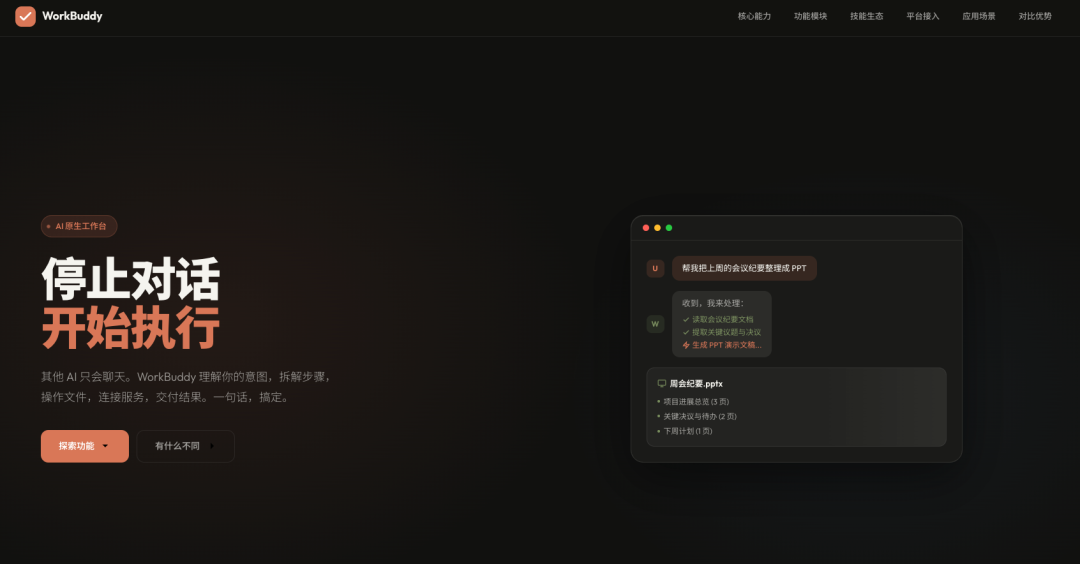 WorkBuddy
核心能力
功能模块
技能生态
平台接入
应用场景
对比优势
AI 原生工作台
停止对话
开始执行
其他 AI 只会聊天。WorkBuddy 理解你的意图，拆解步骤，
操作文件，连接服务，交付结果。一句话，搞定。
探索功能
有什么不同
U
帮我把上周的会议纪要整理成 PPT
W
收到，我来处理：
读取会议纪要文档
提取关键议题与决议
生成 PPT 演示文稿...
周会纪要.pptx
• 项目进展总览 (3 页)
• 关键决议与待办 (2 页)
• 下周计划 (1 页)